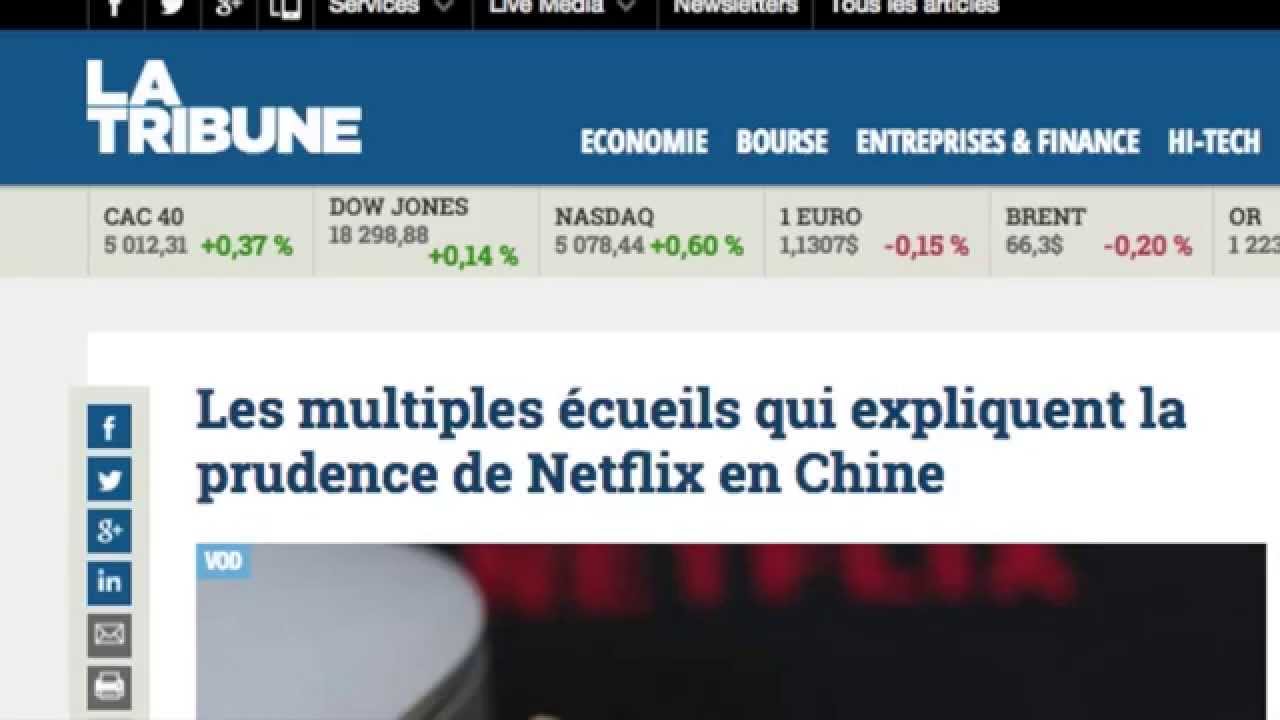 Services Live Media Newsletters Tous les articles
LA
TRIBUNE
ECONOMIE BOURSE ENTREPRISES & FINANCE HI-TECH
CAC 40 DOW JONES NASDAQ 1 EURO BRENT OR
5 012,31 +0,37 % 18 298,88 +0,14 % 5 078,44 +0,60 % 1,1307$ -0,15 % 66,3$ -0,20 % 1 223
Les multiples écueils qui expliquent la
prudence de Netflix en Chine
VOD
NETFLIX